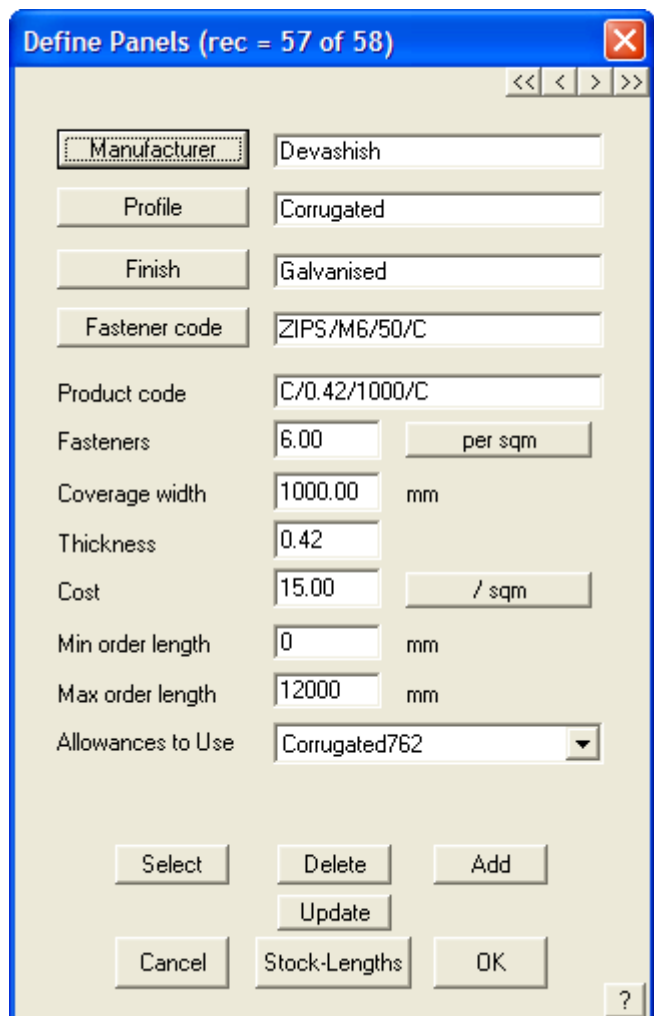 Define Panels (rec = 57 of 58)
<< < > >>
Manufacturer Devashish
Profile Corrugated
Finish Galvanised
Fastener code ZIPS/M6/50/C
Product code C/0.42/1000/C
Fasteners 6.00 per sqm
Coverage width 1000.00 mm
Thickness 0.42
Cost 15.00 / sqm
Min order length 0 mm
Max order length 12000 mm
Allowances to Use Corrugated762
Select Delete Add
Update
Cancel Stock-Lengths OK
?